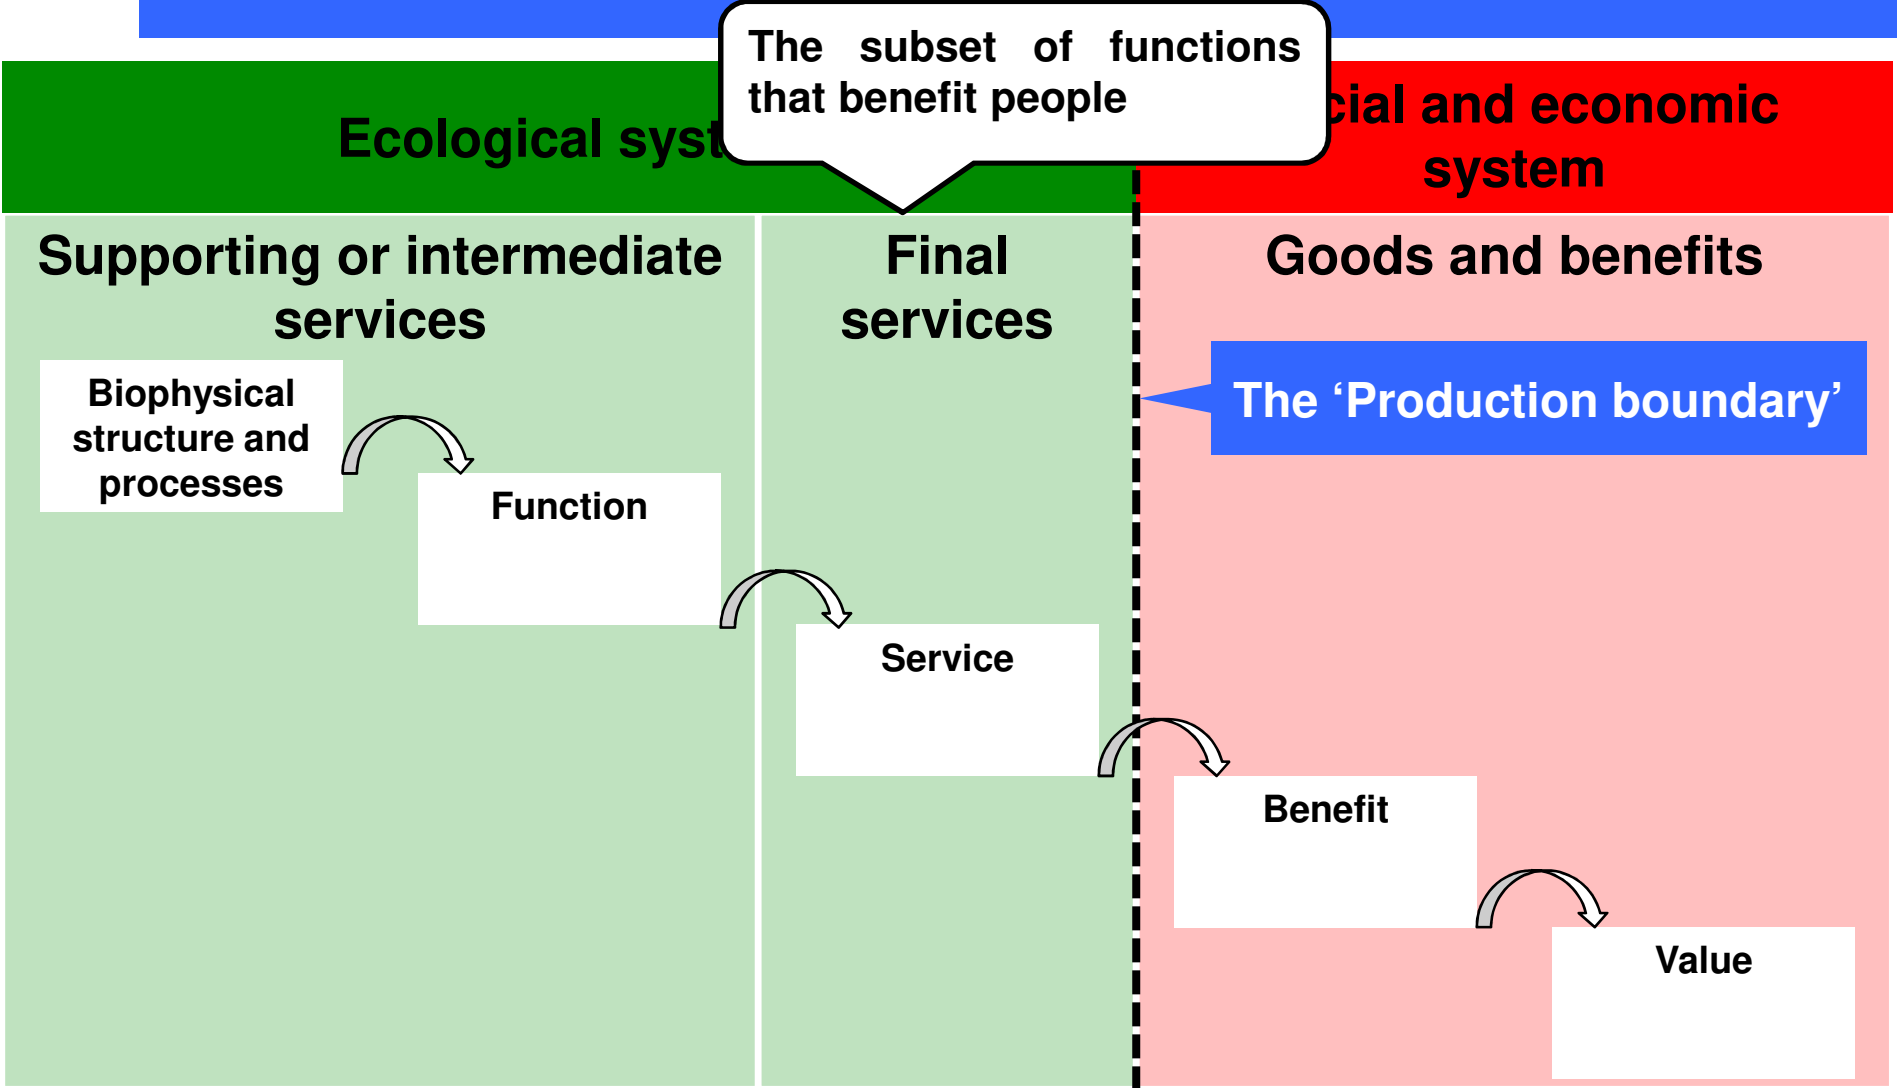 The subset of functions
that benefit people
Ecological syst
cial and economic
system
Supporting or intermediate
services
Final
services
Goods and benefits
The ‘Production boundary’
Biophysical
structure and
processes
Function
Service
Benefit
Value